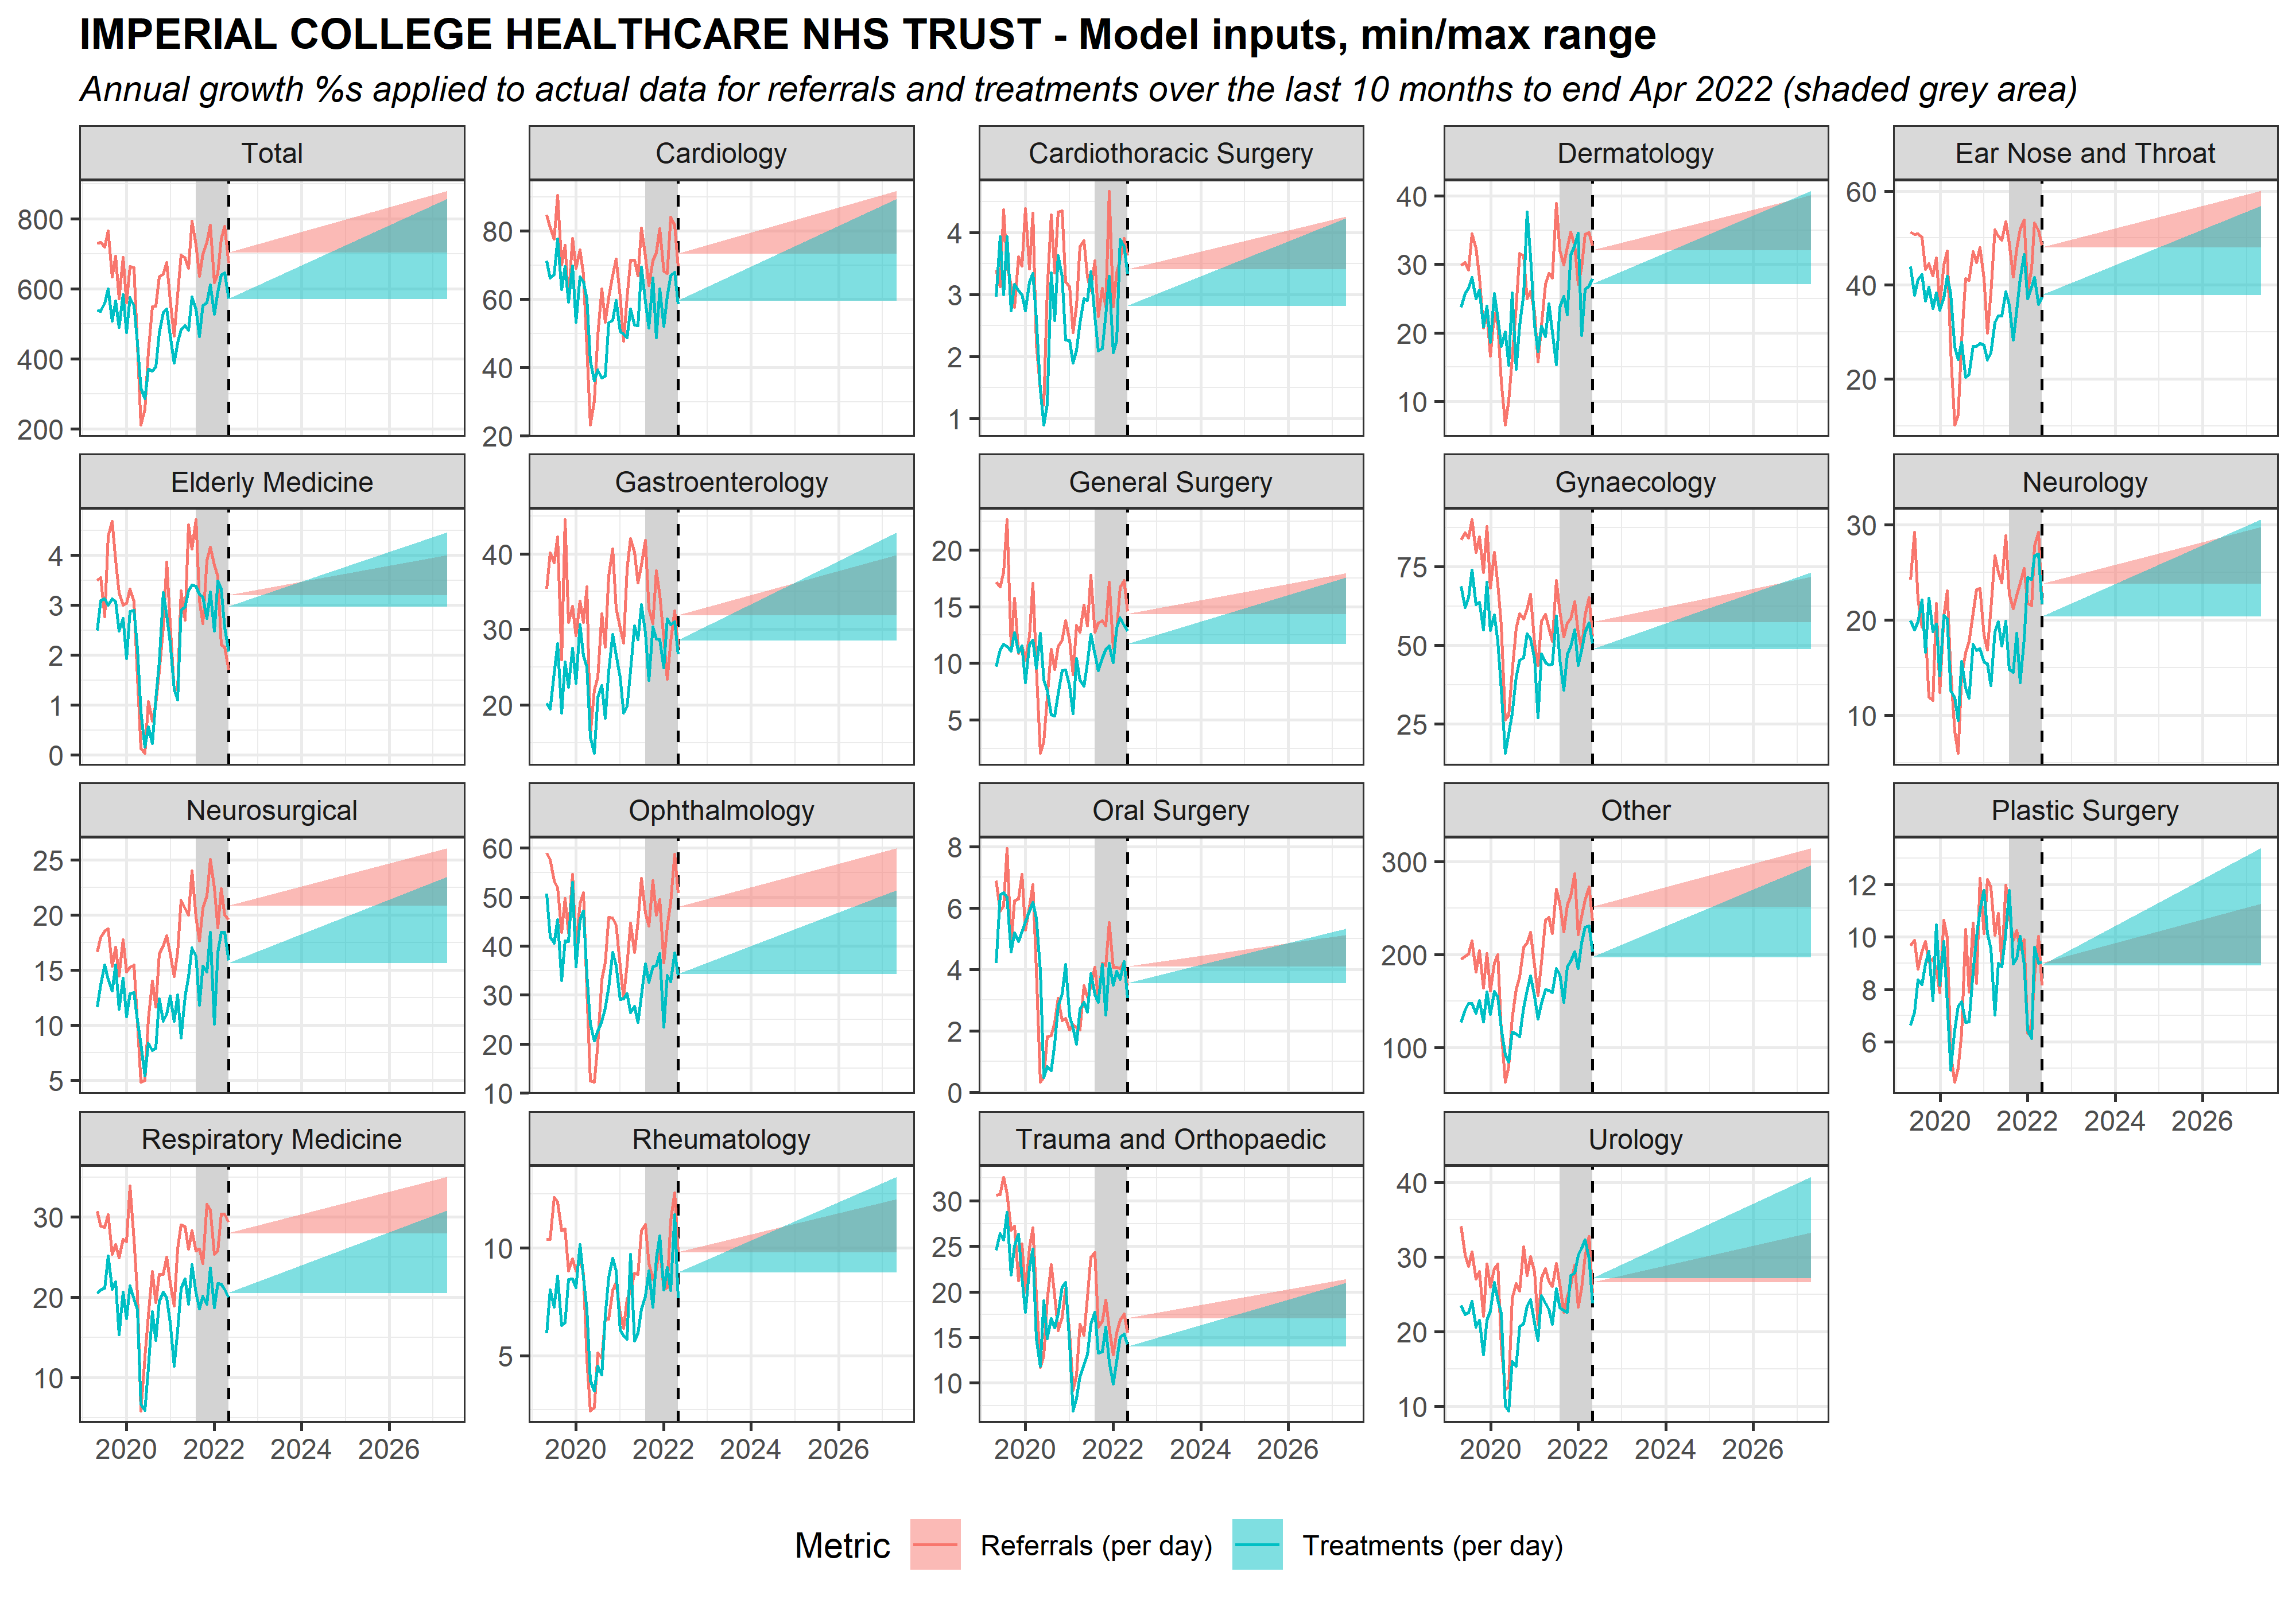 IMPERIAL COLLEGE HEALTHCARE NHS TRUST - Model inputs, min/max range
Annual growth %s applied to actual data for referrals and treatments over the last 10 months to end Apr 2022 (shaded grey area)
Total
800
600
400
200
Cardiology
80
60
40
20
Cardiothoracic Surgery
4
3
2
1
Dermatology
40
30
20
10
Ear Nose and Throat
60
40
20
Elderly Medicine
4
3
2
1
0
Gastroenterology
40
30
20
General Surgery
20
15
10
5
Gynaecology
75
50
25
Neurology
30
20
10
Neurosurgical
25
20
15
10
5
Ophthalmology
60
50
40
30
20
10
Oral Surgery
8
6
4
2
0
Other
300
200
100
Plastic Surgery
12
10
8
6
2020 2022 2024 2026
Respiratory Medicine
30
20
10
2020 2022 2024 2026
Rheumatology
10
5
2020 2022 2024 2026
Trauma and Orthopaedic
30
25
20
15
10
2020 2022 2024 2026
Urology
40
30
20
10
2020 2022 2024 2026
Metric Referrals (per day) Treatments (per day)